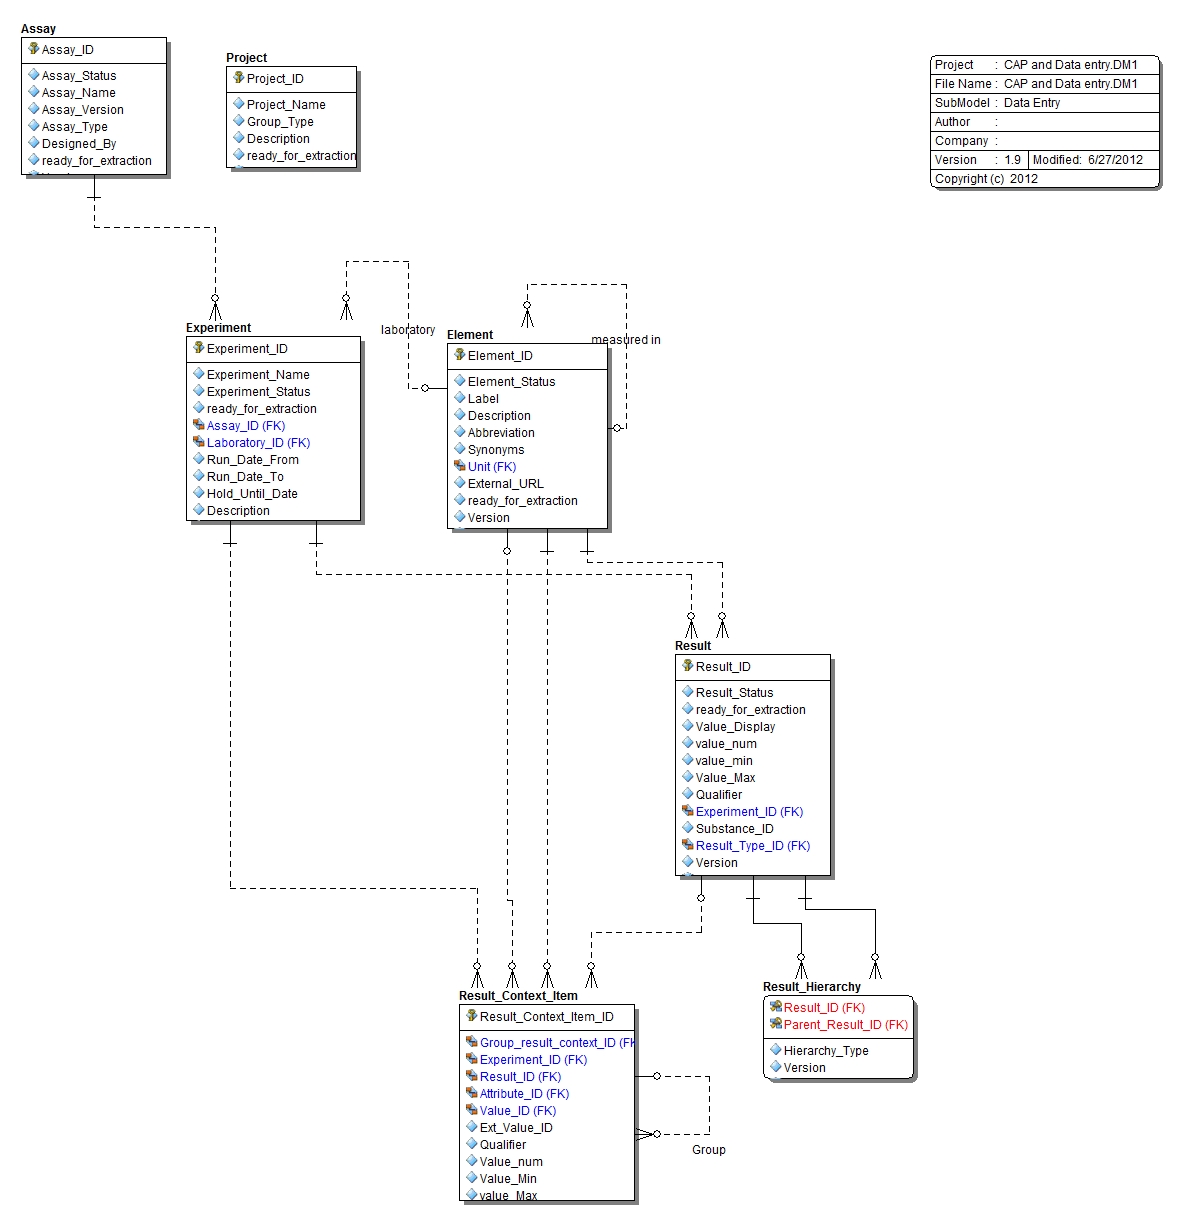 Assay
Assay_ID
Assay_Status
Assay_Name
Assay_Version
Assay_Type
Designed_By
ready_for_extraction
Project
Project_ID
Project_Name
Group_Type
Description
ready_for_extraction
Project : CAP and Data entry.DM1
File Name : CAP and Data entry.DM1
SubModel : Data Entry
Author :
Company :
Version : 1.9 Modified: 6/27/2012
Copyright (c) 2012
Experiment
Experiment_ID
Experiment_Name
Experiment_Status
ready_for_extraction
Assay_ID (FK)
Laboratory_ID (FK)
Run_Date_From
Run_Date_To
Hold_Until_Date
Description
laboratory
Element
Element_ID
Element_Status
Label
Description
Abbreviation
Synonyms
Unit (FK)
External_URL
ready_for_extraction
Version
measured in
Result
Result_ID
Result_Status
ready_for_extraction
Value_Display
value_num
value_min
Value_Max
Qualifier
Experiment_ID (FK)
Substance_ID
Result_Type_ID (FK)
Version
Result_Context_Item
Result_Context_Item_ID
Group_result_context_ID (FK
Experiment_ID (FK)
Result_ID (FK)
Attribute_ID (FK)
Value_ID (FK)
Ext_Value_ID
Qualifier
Value_num
Value_Min
value_Max
Group
Result_Hierarchy
Result_ID (FK)
Parent_Result_ID (FK)
Hierarchy_Type
Version